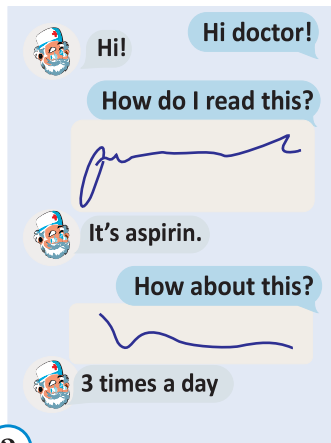 Hi doctor!
Hi!
How do I read this?
It's aspirin.
How about this?
3 times a day